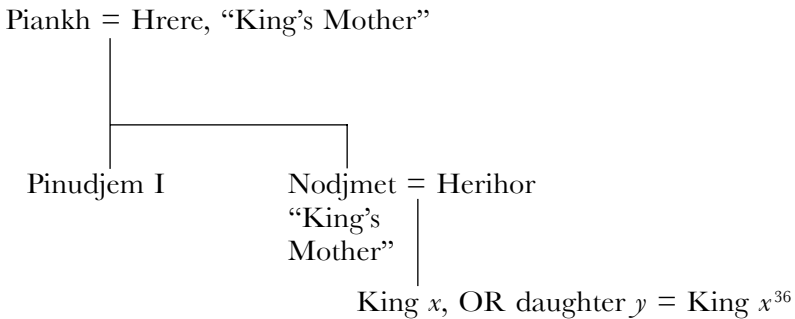 Piankh = Hrere, “King’s Mother”
Pinudjem I
Nodjmet = Herihor
“King’s
Mother”
King x, OR daughter y = King x³⁶